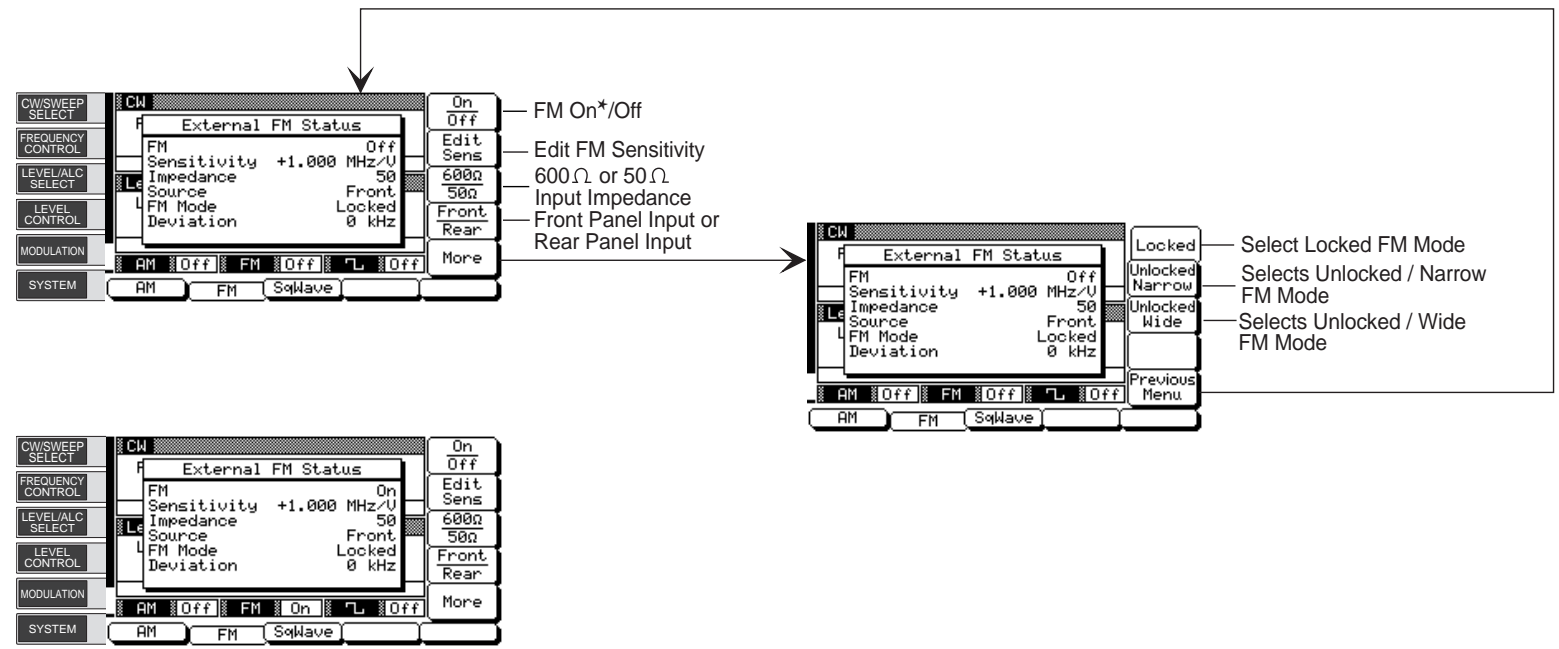 CW/SWEEP
SELECT
FREQUENCY
CONTROL
LEVEL/ALC
SELECT
LEVEL
CONTROL
MODULATION
SYSTEM
CW
F
External FM Status
FM Off
Sensitivity +1.000 MHz/V
Impedance 50
Source Front
FM Mode Locked
Deviation 0 kHz
Le
L
AM Off FM Off Off
AM FM SqWave
On
Off
Edit
Sens
600Ω
50Ω
Front
Rear
More
FM On*/Off
Edit FM Sensitivity
600Ω or 50Ω
Input Impedance
Front Panel Input or
Rear Panel Input
CW
F
External FM Status
FM Off
Sensitivity +1.000 MHz/V
Impedance 50
Source Front
FM Mode Locked
Deviation 0 kHz
Le
L
AM Off FM Off Off
AM FM SqWave
Locked
Unlocked
Narrow
Unlocked
Wide
Previous
Menu
Select Locked FM Mode
Selects Unlocked / Narrow
FM Mode
Selects Unlocked / Wide
FM Mode
CW/SWEEP
SELECT
FREQUENCY
CONTROL
LEVEL/ALC
SELECT
LEVEL
CONTROL
MODULATION
SYSTEM
CW
F
External FM Status
FM On
Sensitivity +1.000 MHz/V
Impedance 50
Source Front
FM Mode Locked
Deviation 0 kHz
Le
L
AM Off FM On Off
AM FM SqWave
On
Off
Edit
Sens
600Ω
50Ω
Front
Rear
More